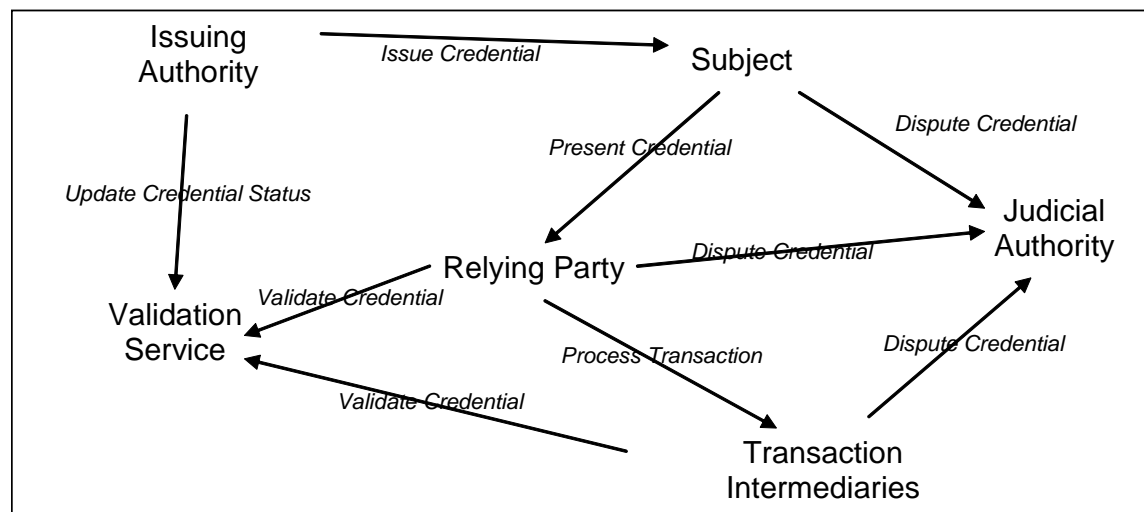 Issuing
Authority
Issue Credential
Subject
Dispute Credential
Present Credential
Update Credential Status
Judicial
Authority
Dispute Credential
Relying Party
Validate Credential
Validation
Service
Process Transaction
Dispute Credential
Validate Credential
Transaction
Intermediaries